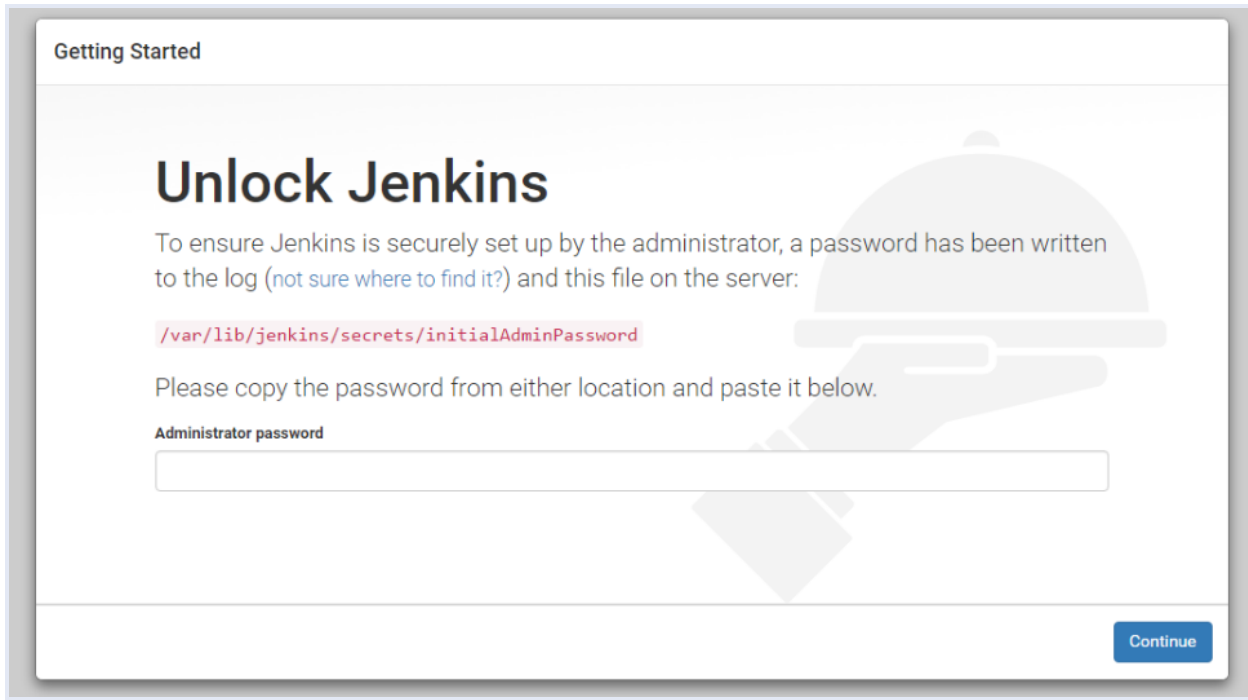 Getting Started
Unlock Jenkins
To ensure Jenkins is securely set up by the administrator, a password has been written
to the log (not sure where to find it?) and this file on the server:
/var/lib/jenkins/secrets/initialAdminPassword
Please copy the password from either location and paste it below.
Administrator password
Continue